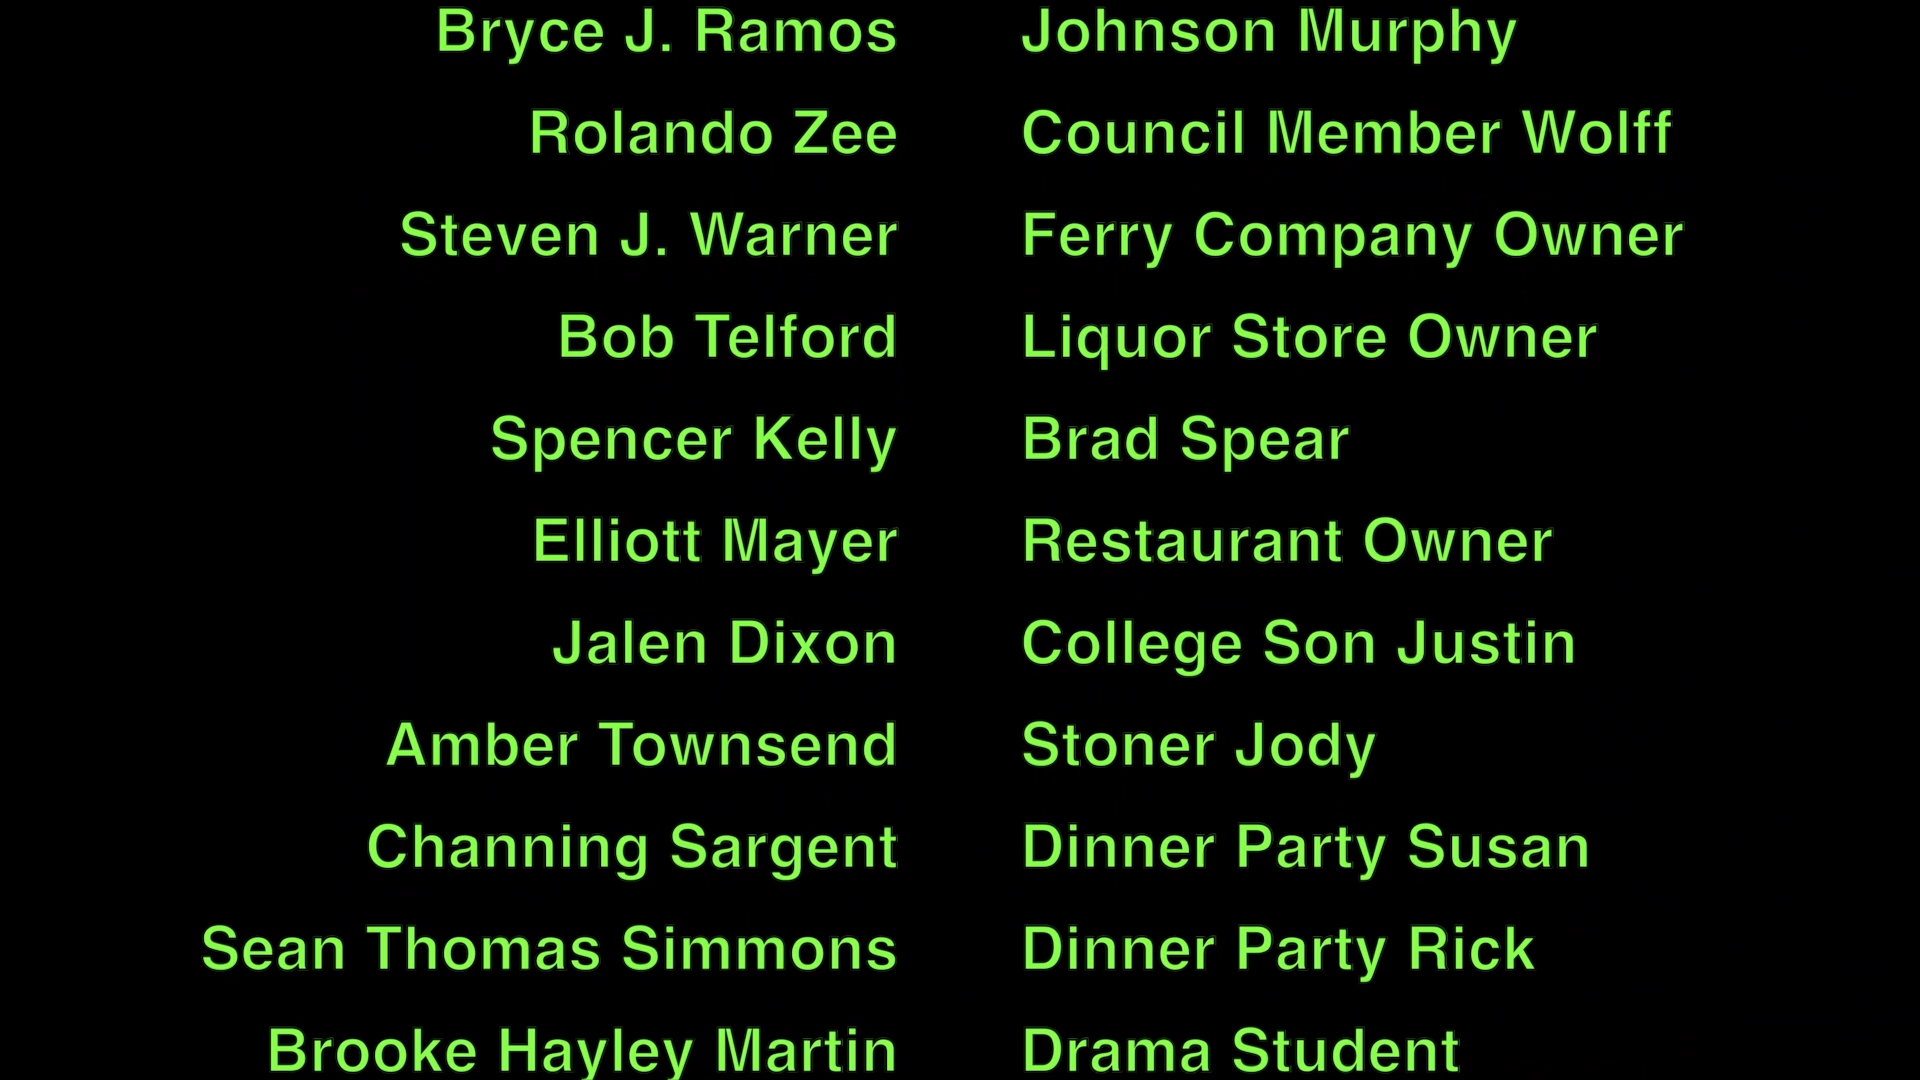 Bryce J. Ramos Johnson Murphy
Rolando Zee Council Member Wolff
Steven J. Warner Ferry Company Owner
Bob Telford Liquor Store Owner
Spencer Kelly Brad Spear
Elliott Mayer Restaurant Owner
Jalen Dixon College Son Justin
Amber Townsend Stoner Jody
Channing Sargent Dinner Party Susan
Sean Thomas Simmons Dinner Party Rick
Brooke Hayley Martin Drama Student